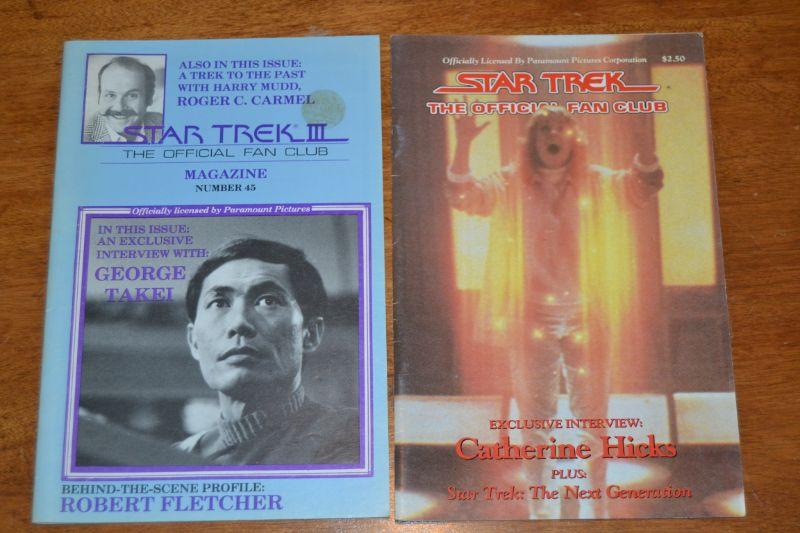 ALSO IN THIS ISSUE:
A TREK TO THE PAST
WITH HARRY MUDD,
ROGER C. CARMEL
STAR TREK III
THE OFFICIAL FAN CLUB
MAGAZINE
NUMBER 45
Officially licensed by Paramount Pictures
IN THIS ISSUE:
AN EXCLUSIVE
INTERVIEW WITH:
GEORGE
TAKEI
BEHIND-THE-SCENE PROFILE:
ROBERT FLETCHER
Officially Licensed By Paramount Pictures Corporation $2.50
STAR TREK
THE OFFICIAL FAN CLUB
EXCLUSIVE INTERVIEW:
Catherine Hicks
PLUS:
Star Trek: The Next Generation